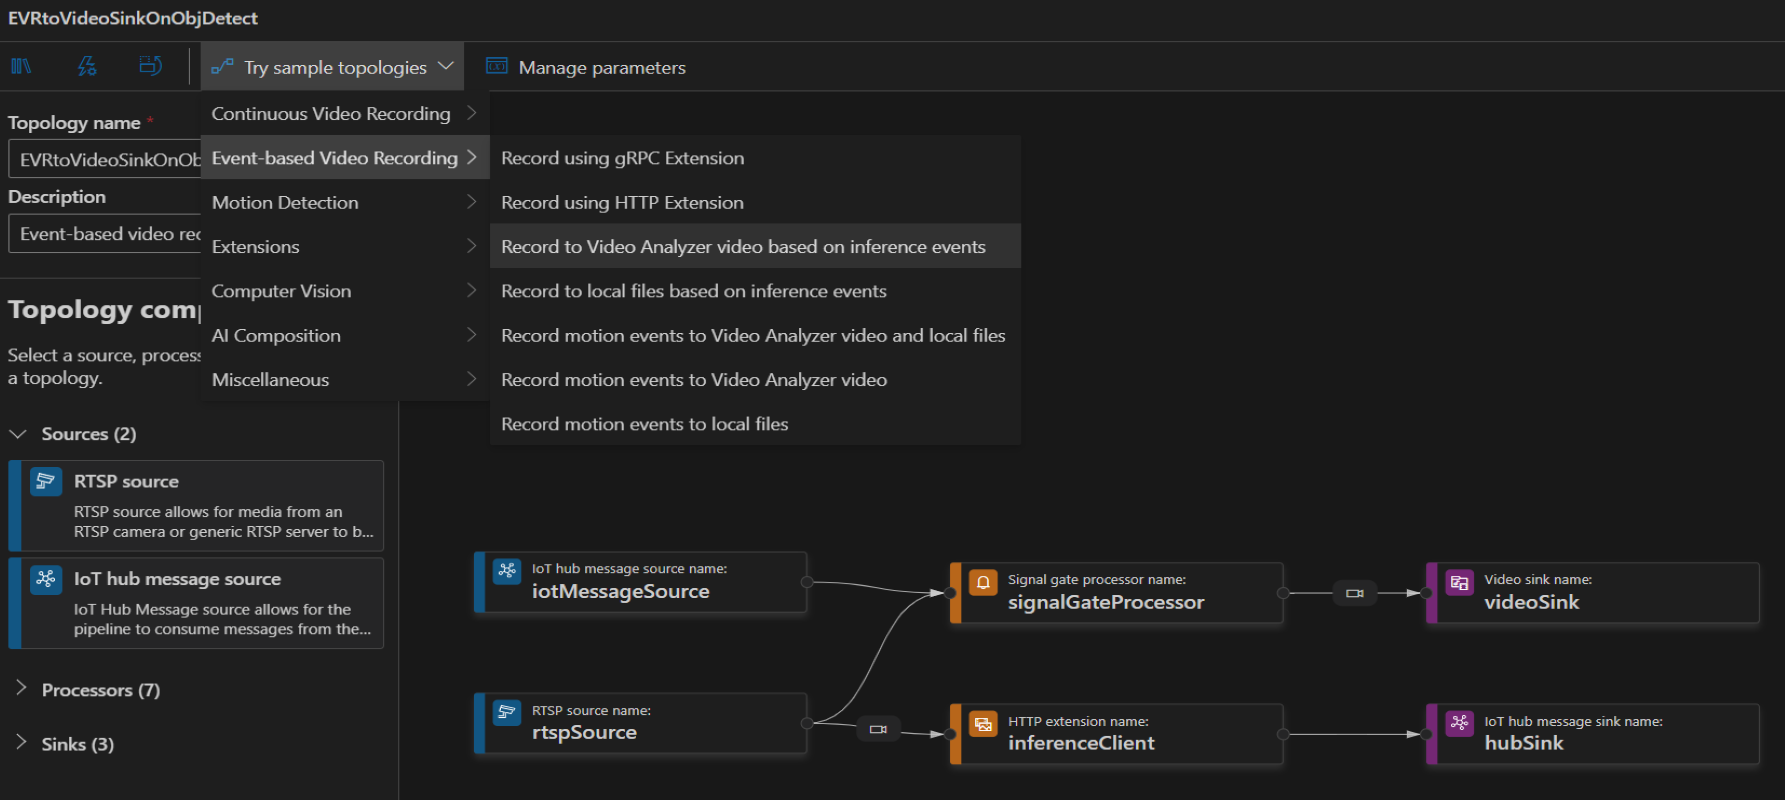 EVRtoVideoSinkOnObjDetect
Try sample topologies
Manage parameters
Topology name *
EVRtoVideoSinkOnOb
Description
Event-based video rec
Continuous Video Recording
Event-based Video Recording
Motion Detection
Extensions
Computer Vision
AI Composition
Miscellaneous
Record using gRPC Extension
Record using HTTP Extension
Record to Video Analyzer video based on inference events
Record to local files based on inference events
Record motion events to Video Analyzer video and local files
Record motion events to Video Analyzer video
Record motion events to local files
Topology com
Select a source, process
a topology.
Sources (2)
RTSP source
RTSP source allows for media from an
RTSP camera or generic RTSP server to b...
IoT hub message source
IoT Hub Message source allows for the
pipeline to consume messages from the...
Processors (7)
Sinks (3)
IoT hub message source name:
iotMessageSource
Signal gate processor name:
signalGateProcessor
Video sink name:
videoSink
RTSP source name:
rtspSource
HTTP extension name:
inferenceClient
IoT hub message sink name:
hubSink